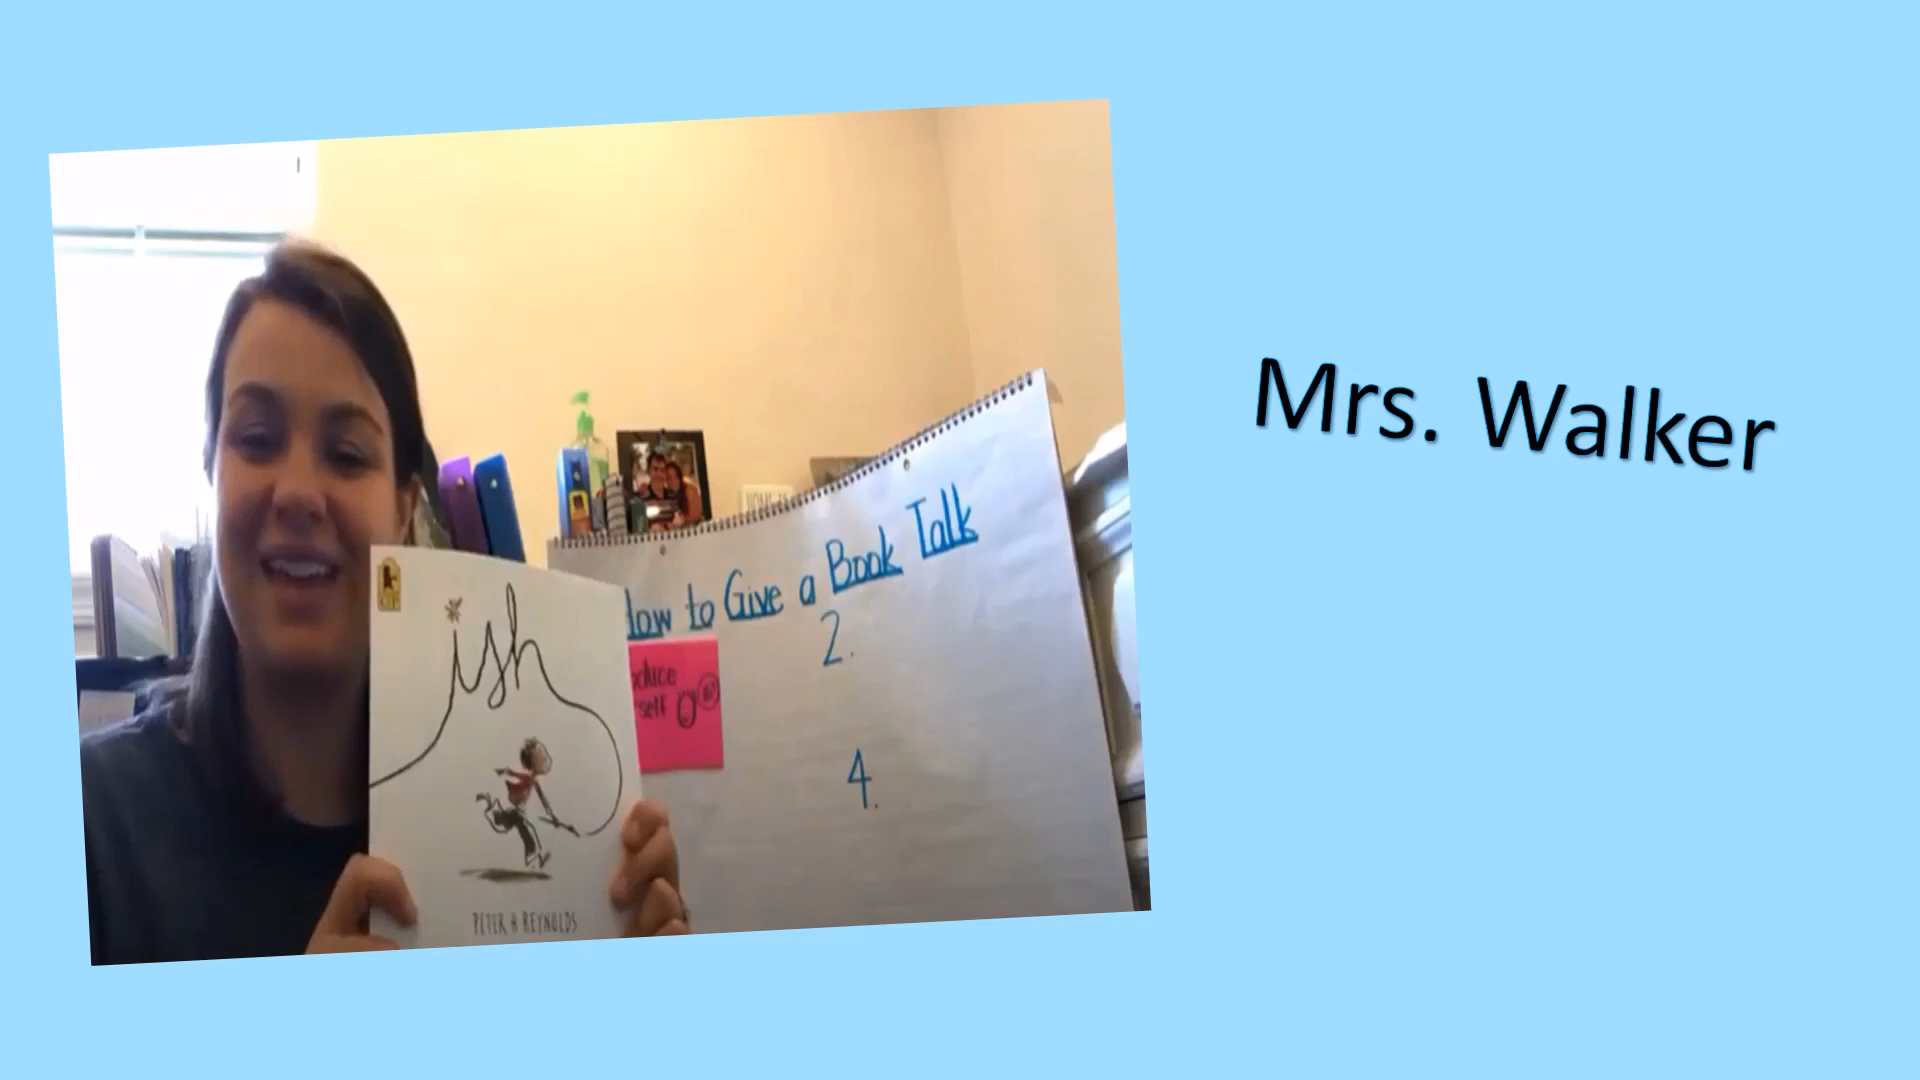 Mrs. Walker
How to Give a Book Talk
2.
4.
ish
PETER H REYNOLDS